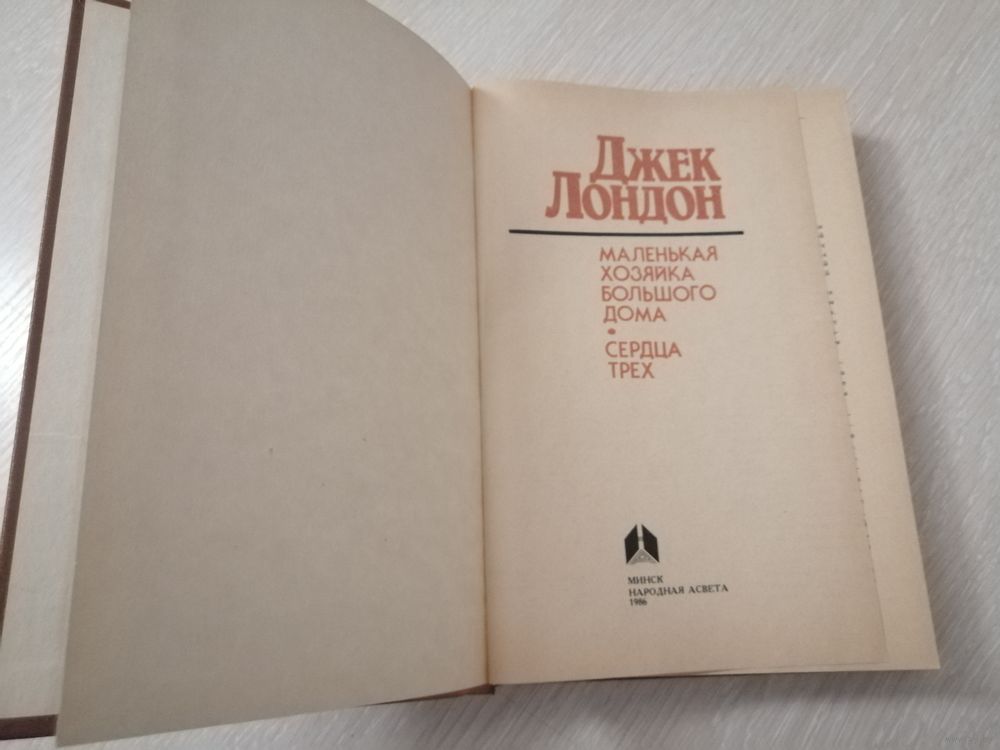 Джек
Лондон
МАЛЕНЬКАЯ
ХОЗЯЙКА
БОЛЬШОГО
ДОМА
•
СЕРДЦА
ТРЕХ
МИНСК
НАРОДНАЯ АСВЕТА
1986